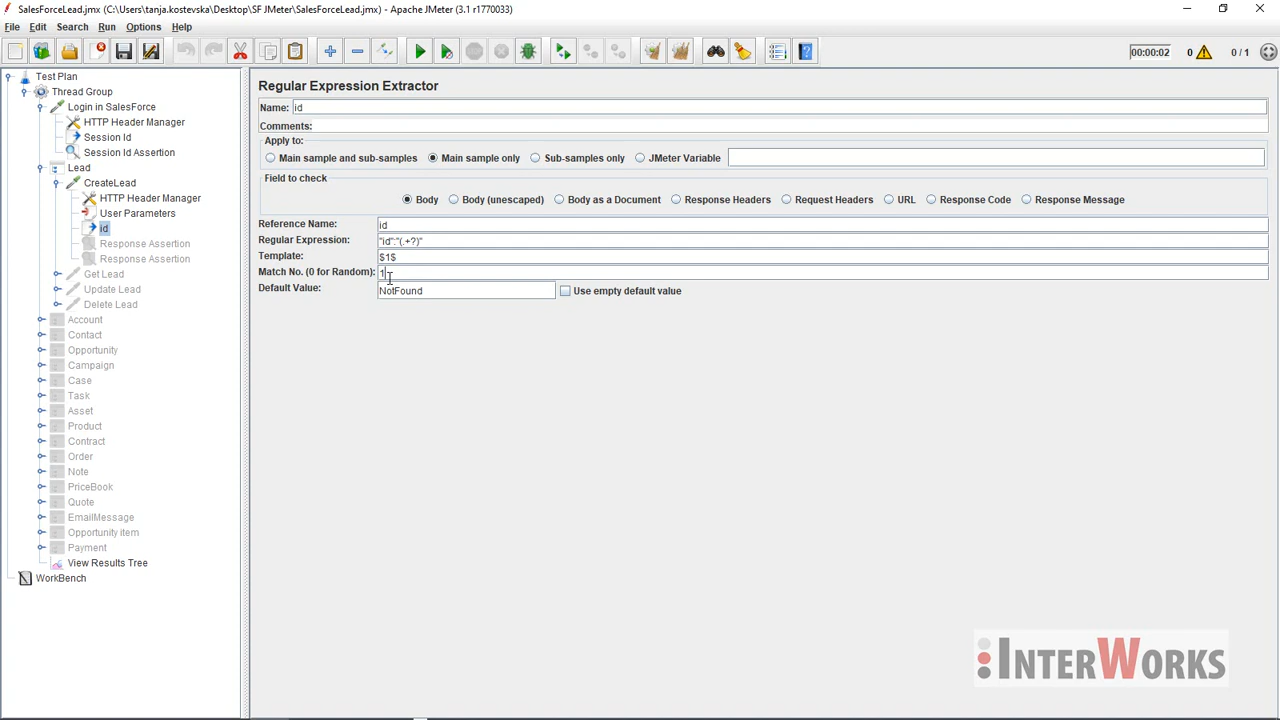 SalesForceLead.jmx (C:\Users\tanja.kostevska\Desktop\SF JMeter\SalesForceLead.jmx) - Apache JMeter (3.1 r1770033)
File Edit Search Run Options Help
00:00:02 0 0 / 1
Test Plan
Thread Group
Login in SalesForce
HTTP Header Manager
Session Id
Session Id Assertion
Lead
CreateLead
HTTP Header Manager
User Parameters
id
Response Assertion
Response Assertion
Get Lead
Update Lead
Delete Lead
Account
Contact
Opportunity
Campaign
Case
Task
Asset
Product
Contract
Order
Note
PriceBook
Quote
EmailMessage
Opportunity item
Payment
View Results Tree
WorkBench
Regular Expression Extractor
Name: id
Comments:
Apply to:
Main sample and sub-samples Main sample only Sub-samples only JMeter Variable
Field to check
Body Body (unescaped) Body as a Document Response Headers Request Headers URL Response Code Response Message
Reference Name: id
Regular Expression: "id":"(.+?)"
Template: $1$
Match No. (0 for Random): 1
Default Value: NotFound Use empty default value
INTERWORKS